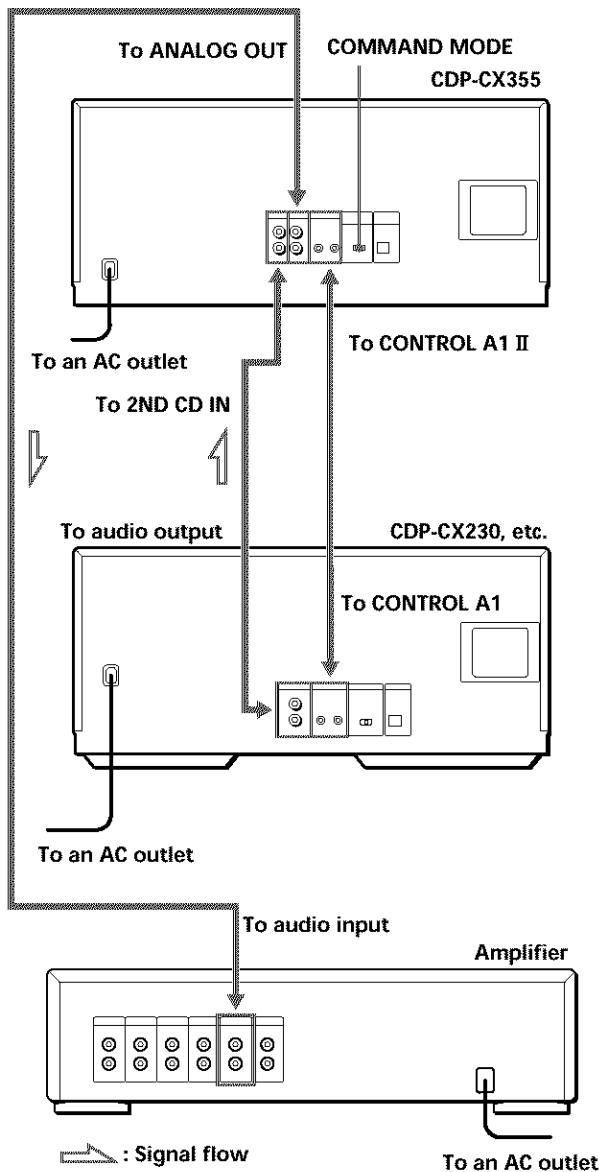 To ANALOG OUT
COMMAND MODE
CDP-CX355
To an AC outlet
To CONTROL A1 II
To 2ND CD IN
To audio output
CDP-CX230, etc.
To CONTROL A1
To an AC outlet
To audio input
Amplifier
: Signal flow
To an AC outlet